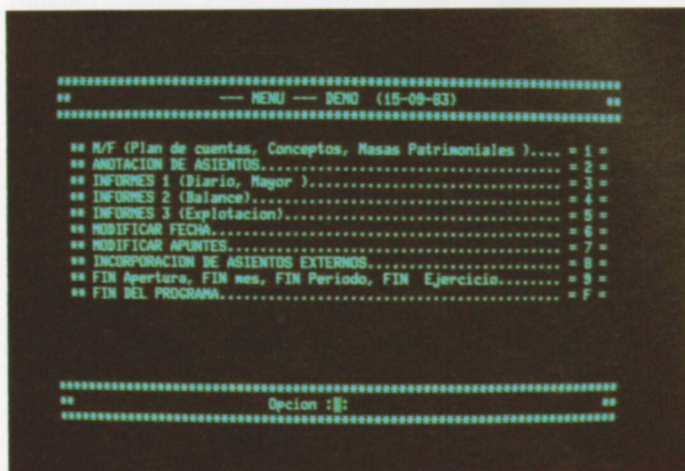 ********************************************************************
** --- MENU --- DEMO (15-09-83) **
********************************************************************
** M/F (Plan de cuentas, Conceptos, Masas Patrimoniales ).... = 1 =
** ANOTACION DE ASIENTOS..................................... = 2 =
** INFORMES 1 (Diario, Mayor )............................... = 3 =
** INFORMES 2 (Balance)...................................... = 4 =
** INFORMES 3 (Explotacion).................................. = 5 =
** MODIFICAR FECHA........................................... = 6 =
** MODIFICAR APUNTES......................................... = 7 =
** INCORPORACION DE ASIENTOS EXTERNOS........................ = 8 =
** FIN Apertura, FIN mes, FIN Periodo, FIN Ejercicio........ = 9 =
** FIN DEL PROGRAMA.......................................... = F =
********************************************************************
** Opcion : : **
********************************************************************